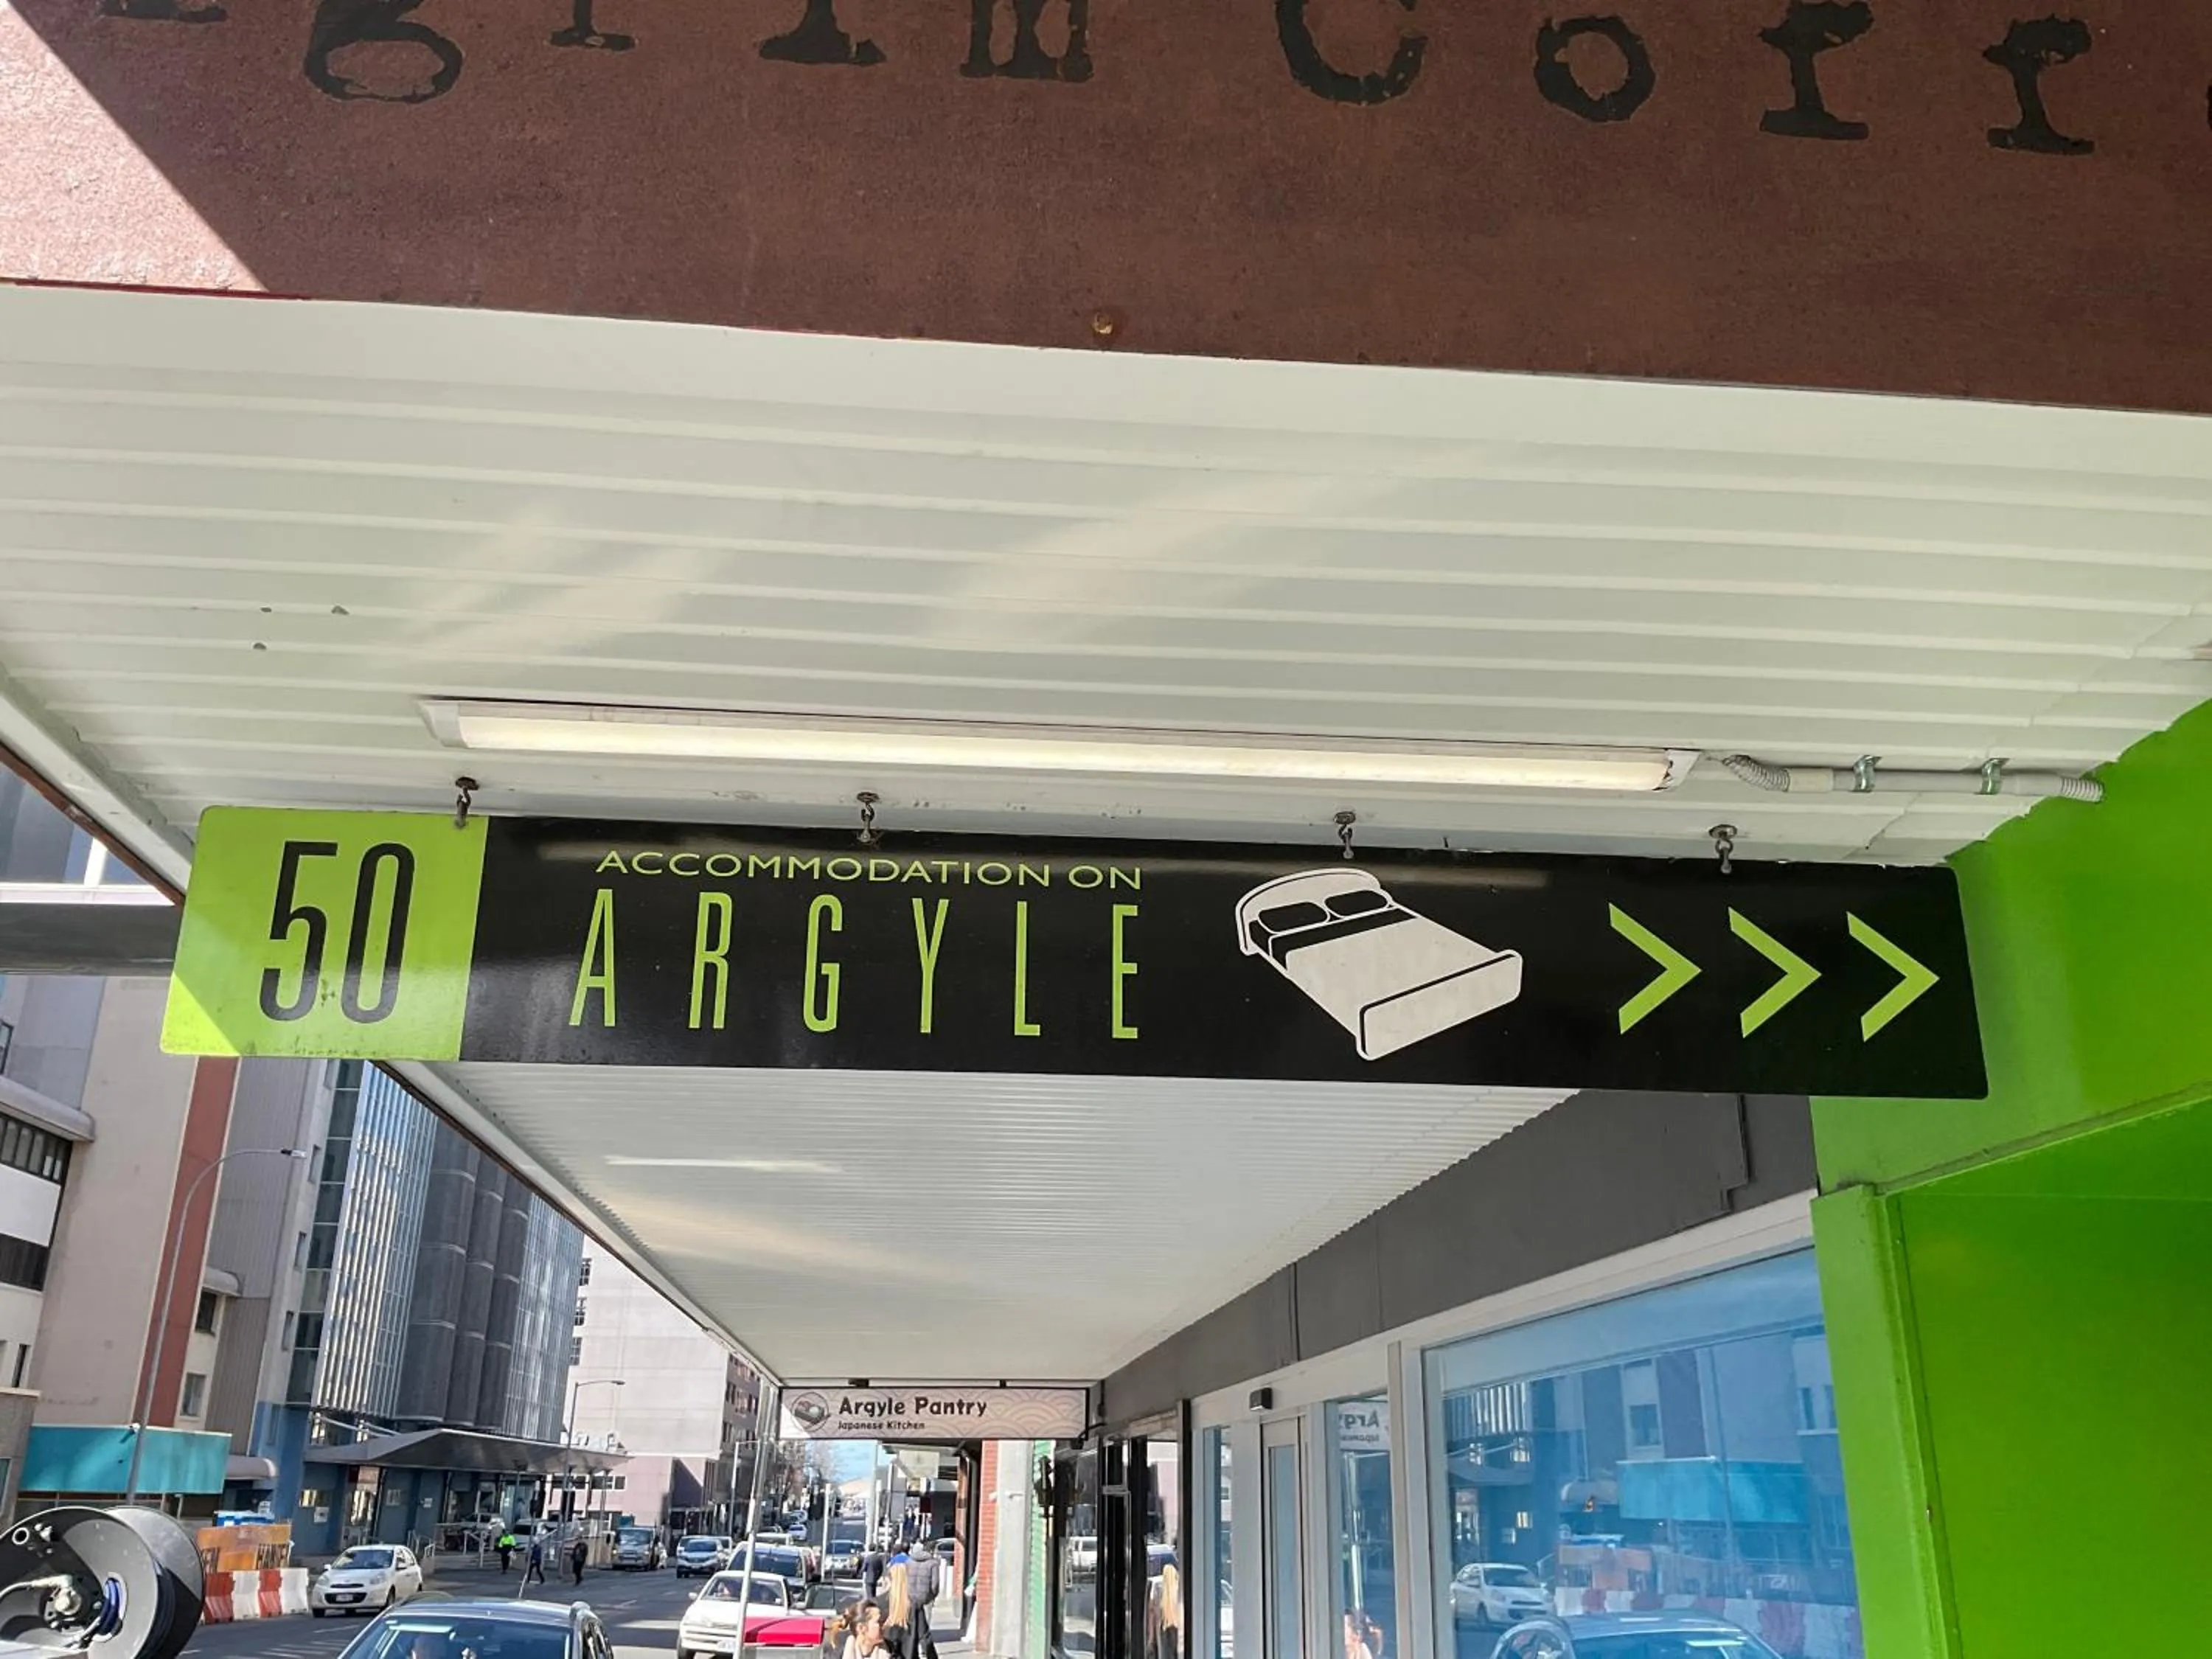 50
ACCOMMODATION ON
ARGYLE
Argyle Pantry
Japanese Kitchen